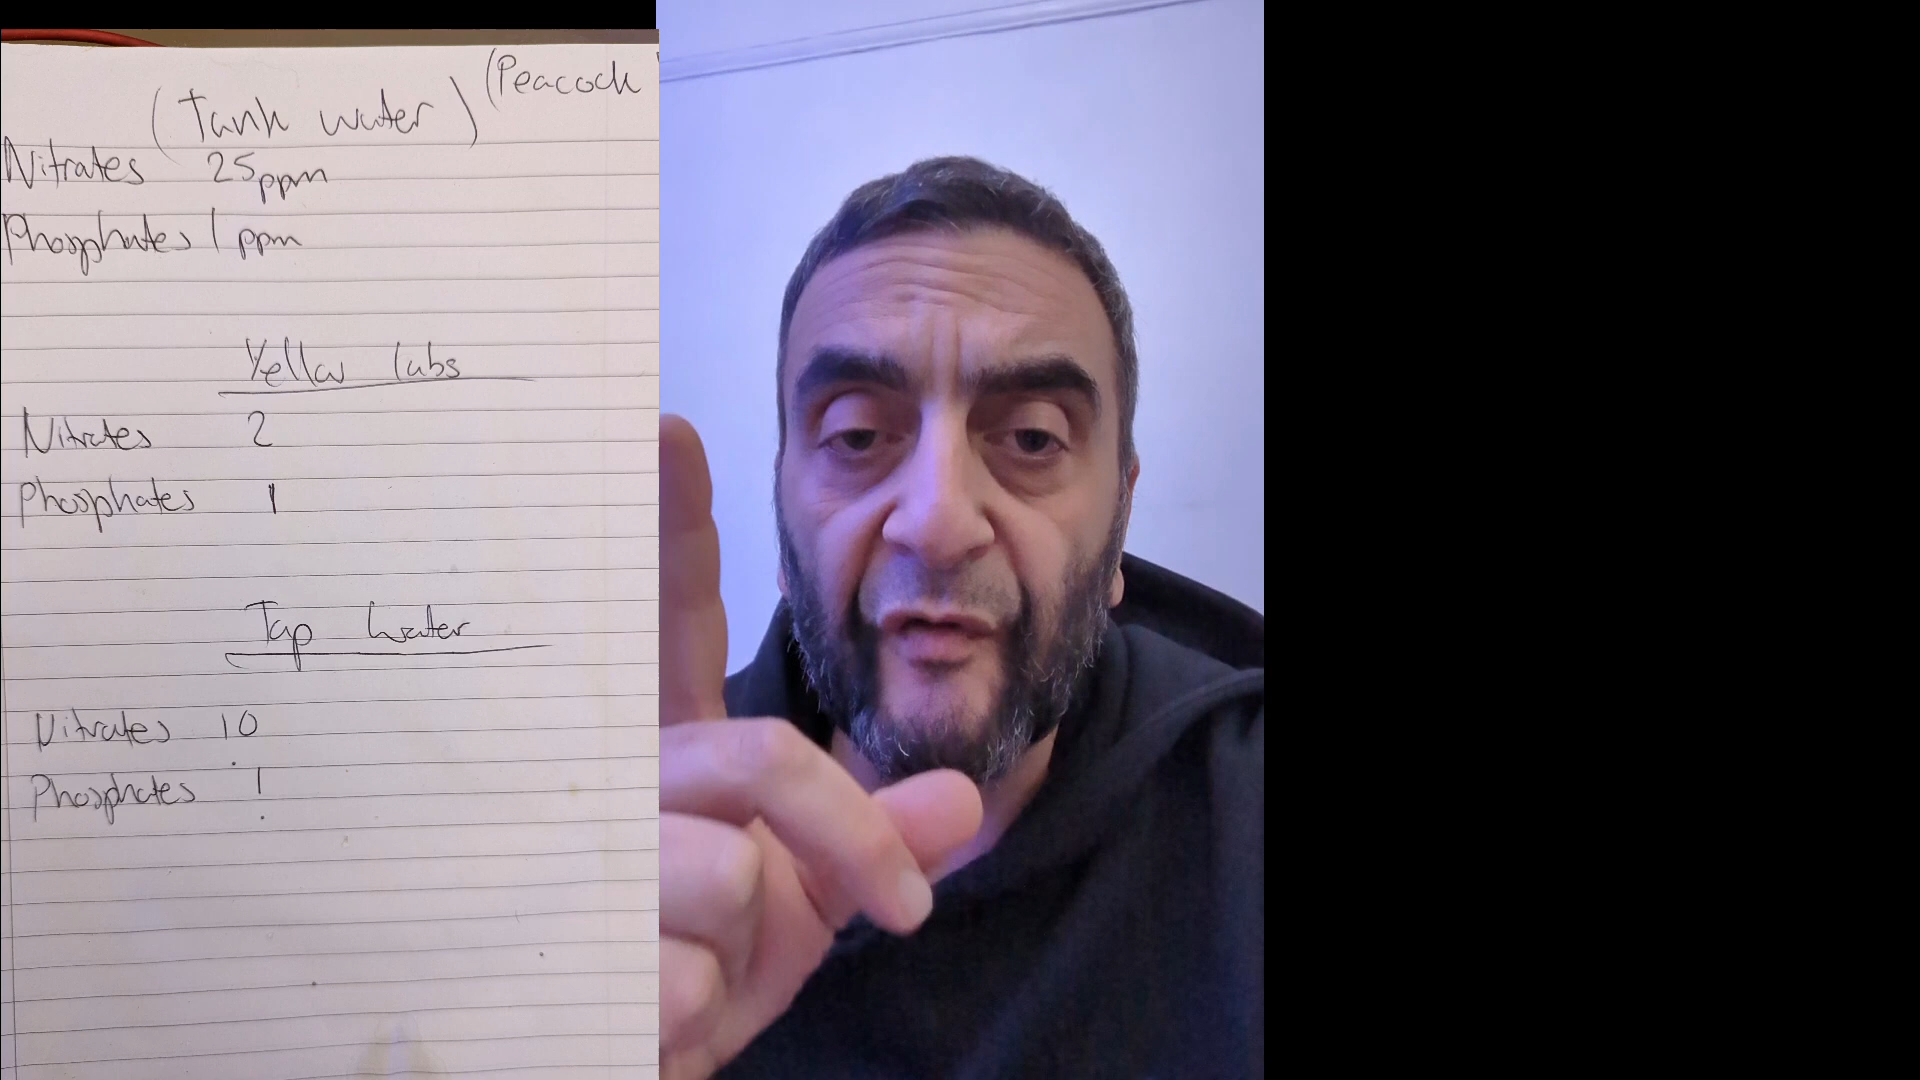 (Peacock
(Tank water)
Nitrates 25ppm
Phosphates 1 ppm
Yellow labs
Nitrates 2
Phosphates 1
Tap water
Nitrates 10
Phosphates 1